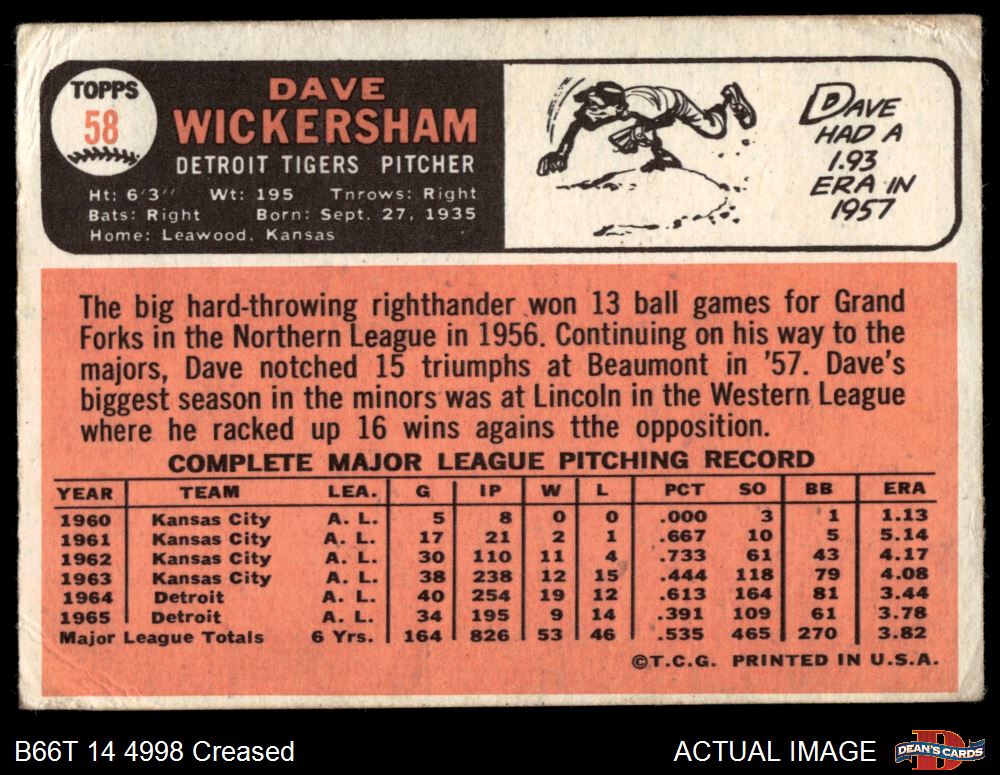 TOPPS
58
DAVE
WICKERSHAM
DETROIT TIGERS PITCHER
Ht: 6'3" Wt: 195 Throws: Right
Bats: Right Born: Sept. 27, 1935
Home: Leawood, Kansas
DAVE
HAD A
1.93
ERA IN
1957
The big hard-throwing righthander won 13 ball games for Grand
Forks in the Northern League in 1956. Continuing on his way to the
majors, Dave notched 15 triumphs at Beaumont in '57. Dave's
biggest season in the minors was at Lincoln in the Western League
where he racked up 16 wins agains tthe opposition.
COMPLETE MAJOR LEAGUE PITCHING RECORD
YEAR TEAM LEA. G IP W L PCT SO BB ERA
1960 Kansas City A. L. 5 8 0 0 .000 3 1 1.13
1961 Kansas City A. L. 17 21 2 1 .667 10 5 5.14
1962 Kansas City A. L. 30 110 11 4 .733 61 43 4.17
1963 Kansas City A. L. 38 238 12 15 .444 118 79 4.08
1964 Detroit A. L. 40 254 19 12 .613 164 81 3.44
1965 Detroit A. L. 34 195 9 14 .391 109 61 3.78
Major League Totals 6 Yrs. 164 826 53 46 .535 465 270 3.82
©T.C.G. PRINTED IN U.S.A.
B66T 14 4998 Creased
ACTUAL IMAGE
DEAN'S CARDS